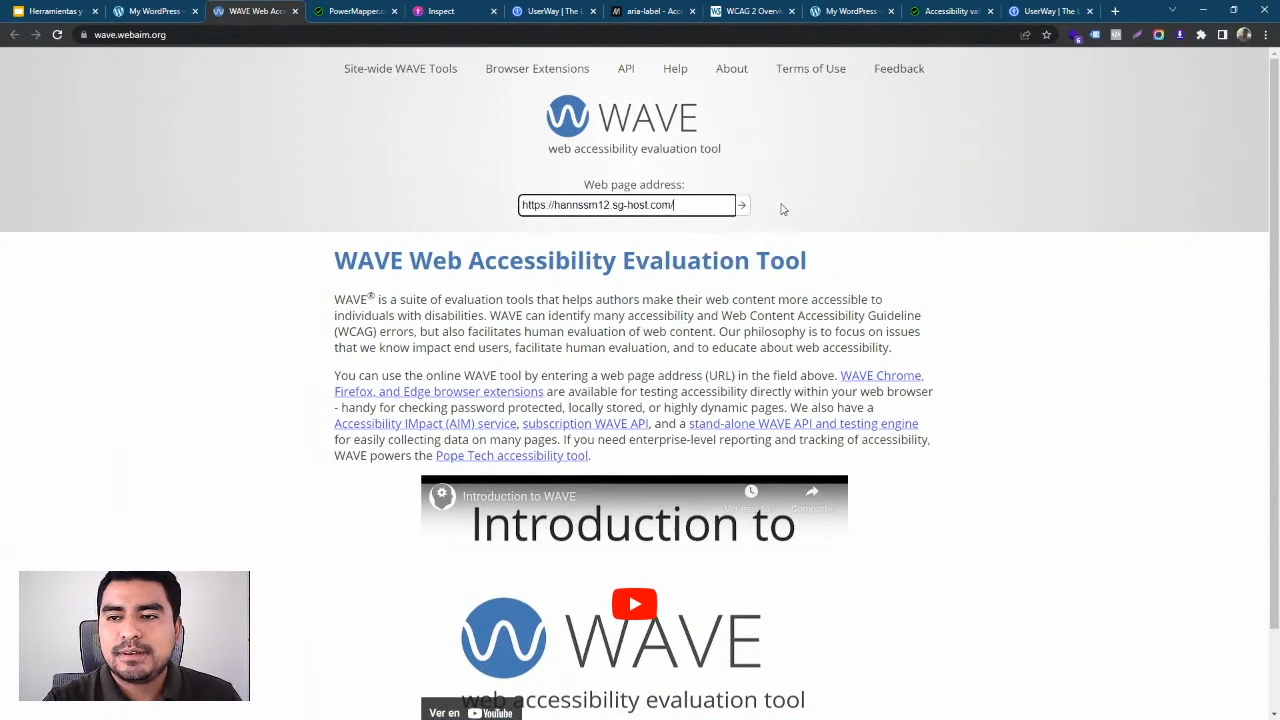 Herramientas y
My WordPress -
WAVE Web Acce
PowerMapper.c
Inspect
UserWay | The L
aria-label - Acce
WCAG 2 Overvi
My WordPress -
Accessibility val
UserWay | The L
wave.webaim.org
Site-wide WAVE Tools
Browser Extensions
API
Help
About
Terms of Use
Feedback
WAVE
web accessibility evaluation tool
Web page address:
https://hannssm12.sg-host.com/
WAVE Web Accessibility Evaluation Tool
WAVE® is a suite of evaluation tools that helps authors make their web content more accessible to
individuals with disabilities. WAVE can identify many accessibility and Web Content Accessibility Guideline
(WCAG) errors, but also facilitates human evaluation of web content. Our philosophy is to focus on issues
that we know impact end users, facilitate human evaluation, and to educate about web accessibility.
You can use the online WAVE tool by entering a web page address (URL) in the field above. WAVE Chrome,
Firefox, and Edge browser extensions are available for testing accessibility directly within your web browser
- handy for checking password protected, locally stored, or highly dynamic pages. We also have a
Accessibility IMpact (AIM) service, subscription WAVE API, and a stand-alone WAVE API and testing engine
for easily collecting data on many pages. If you need enterprise-level reporting and tracking of accessibility,
WAVE powers the Pope Tech accessibility tool.
Introduction to WAVE
Compartir
Introduction to
WAVE
web accessibility evaluation tool
Ver en YouTube